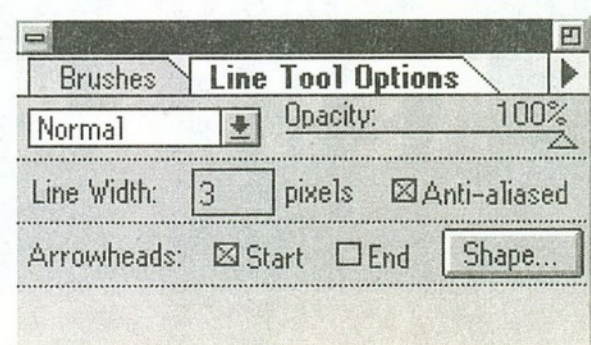 Brushes Line Tool Options
Normal Opacity: 100%
Line Width: 3 pixels Anti-aliased
Arrowheads: Start End Shape...